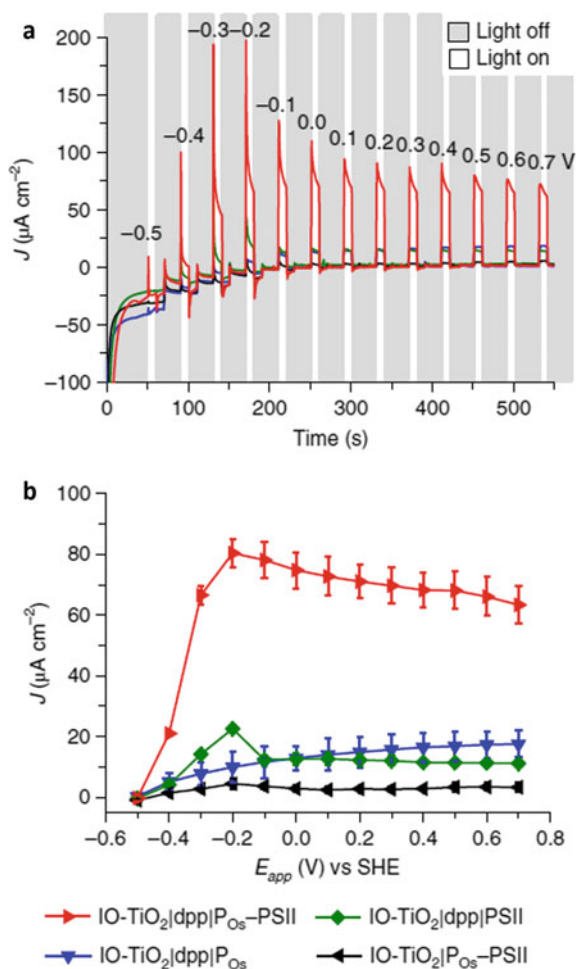 a
200
150
100
50
0
−50
−100
J (μA cm⁻²)
−0.5
−0.4
−0.3
−0.2
−0.1
0.0
0.1
0.2
0.3
0.4
0.5
0.6
0.7 V
Light off
Light on
0 100 200 300 400 500
Time (s)
b
100
80
60
40
20
0
J (μA cm⁻²)
−0.6 −0.4 −0.2 0.0 0.2 0.4 0.6 0.8
E_app (V) vs SHE
IO-TiO₂|dpp|P_Os–PSII
IO-TiO₂|dpp|PSII
IO-TiO₂|dpp|P_Os
IO-TiO₂|P_Os–PSII